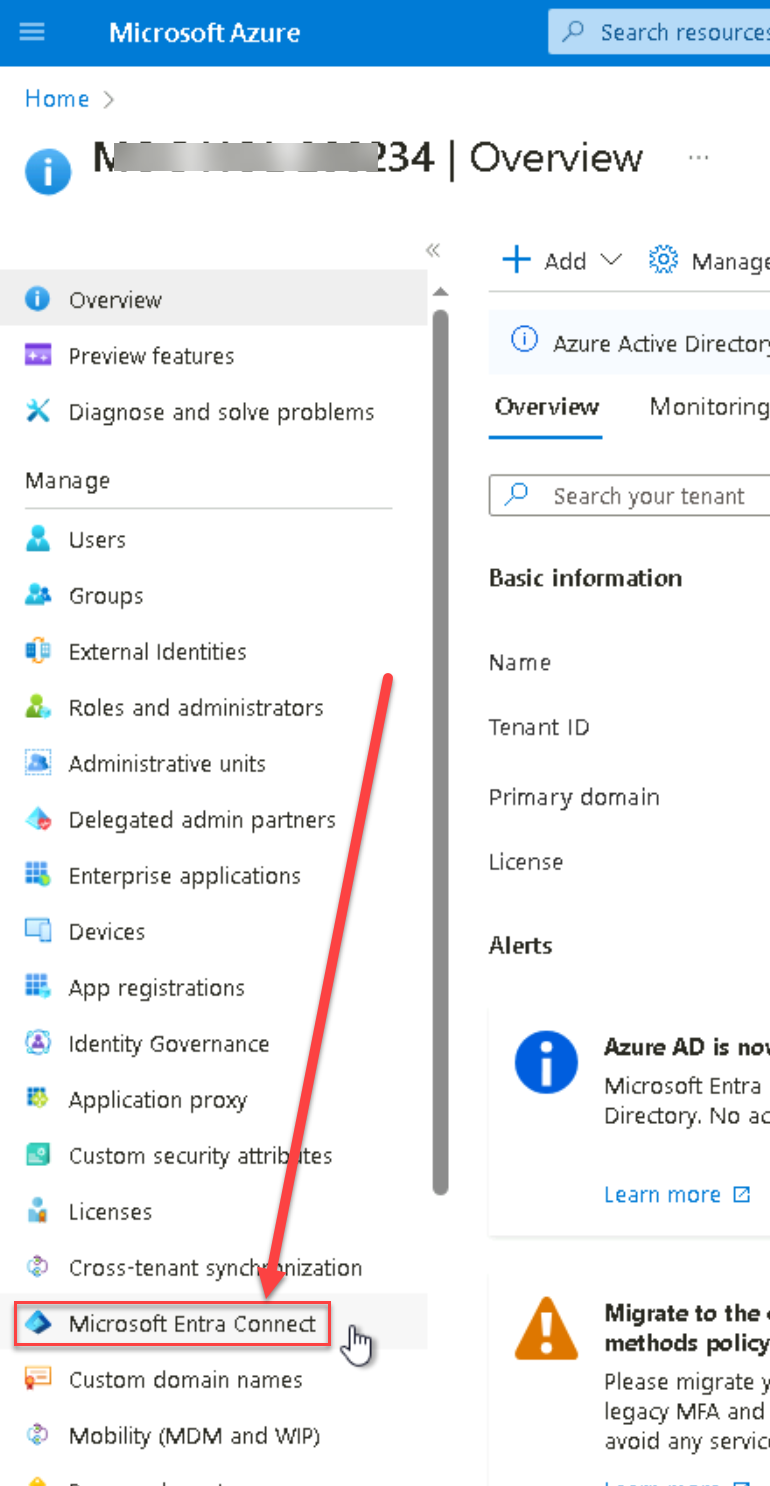 Microsoft Azure
Search resources
Home
234 | Overview
Overview
Preview features
Diagnose and solve problems
Manage
Users
Groups
External Identities
Roles and administrators
Administrative units
Delegated admin partners
Enterprise applications
Devices
App registrations
Identity Governance
Application proxy
Custom security attributes
Licenses
Cross-tenant synchronization
Microsoft Entra Connect
Custom domain names
Mobility (MDM and WIP)
Add
Manage
Azure Active Directory
Overview
Monitoring
Search your tenant
Basic information
Name
Tenant ID
Primary domain
License
Alerts
Azure AD is now
Microsoft Entra
Directory. No ac
Learn more
Migrate to the
methods policy
Please migrate y
legacy MFA and
avoid any service